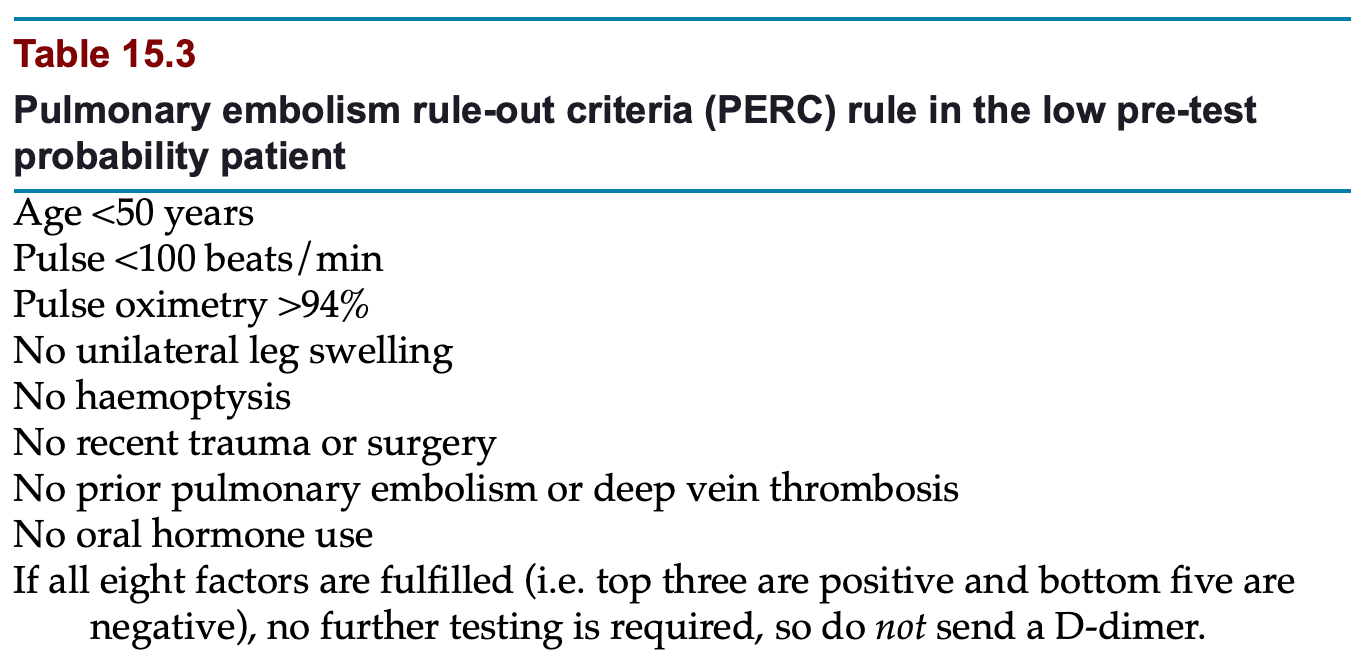 Table 15.3
Pulmonary embolism rule-out criteria (PERC) rule in the low pre-test
probability patient
Age <50 years
Pulse <100 beats/min
Pulse oximetry >94%
No unilateral leg swelling
No haemoptysis
No recent trauma or surgery
No prior pulmonary embolism or deep vein thrombosis
No oral hormone use
If all eight factors are fulfilled (i.e. top three are positive and bottom five are
negative), no further testing is required, so do not send a D-dimer.